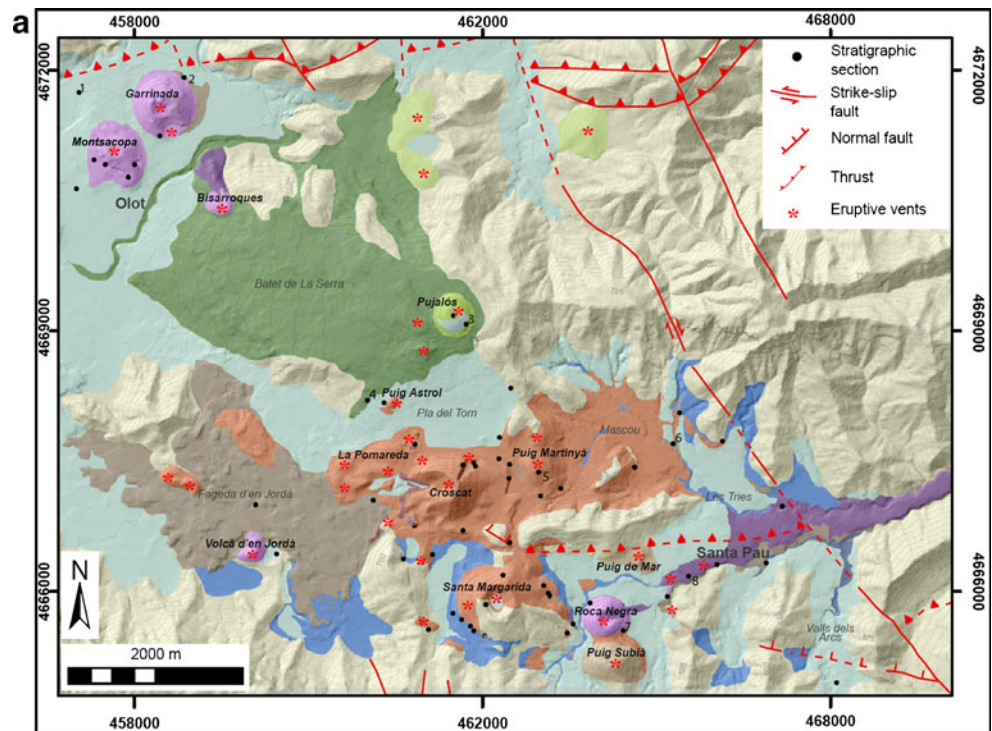 a
458000
462000
468000
4672000
4672000
Stratigraphic
section
Strike-slip
fault
Normal fault
Thrust
Eruptive vents
1
2
Garrinada
Montsacopa
Olot
Bisarroques
Batet de La Serra
Pujalós
3
4669000
4669000
4
Puig Astrol
Pla del Torn
Mascou
6
La Pomareda
Puig Martinyà
5
Croscat
Fageda d'en Jordà
Les Tries
Volcà d'en Jordà
Santa Pau
Puig de Mar
N
4666000
4666000
Santa Margarida
8
Roca Negra
7
Puig Subià
Valls dels
Arcs
2000 m
458000
462000
468000